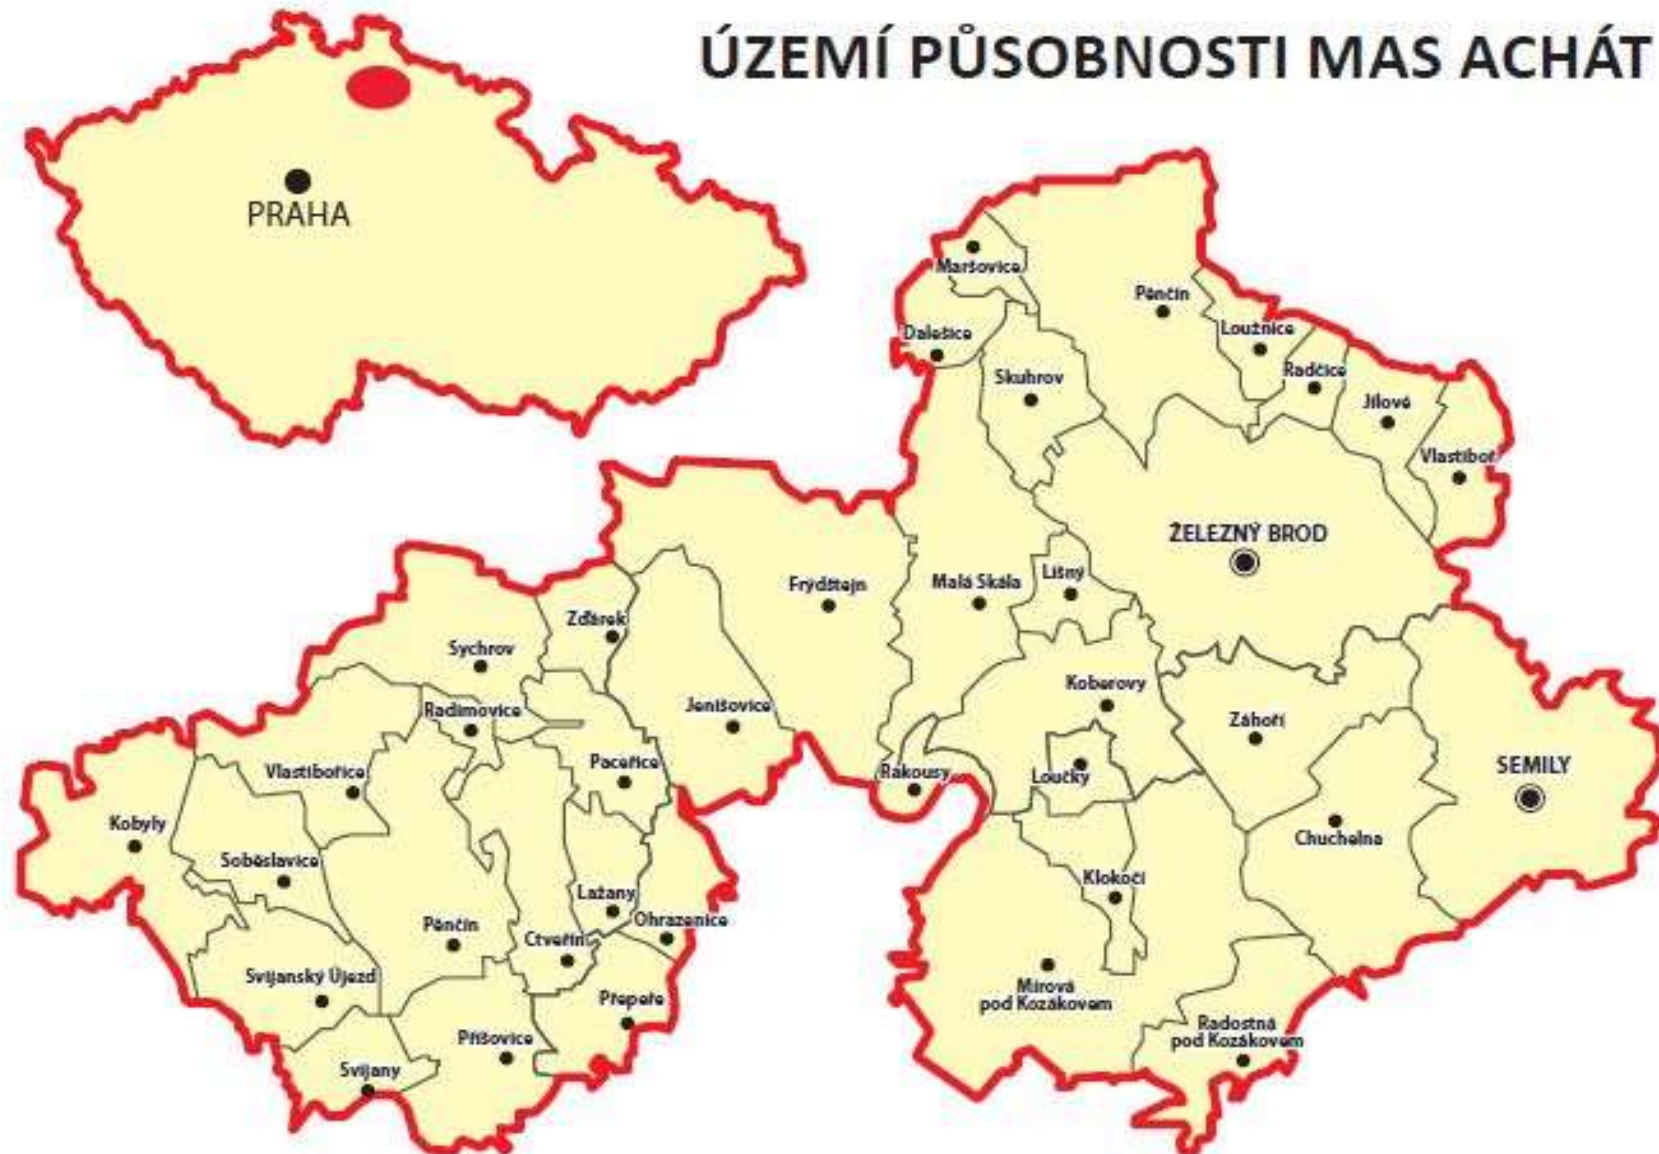 ÚZEMÍ PŮSOBNOSTI MAS ACHÁT
PRAHA
Maršovice
Pěnčín
Dalešice
Loužnice
Skuhrov
Radčice
Jílové
Vlastiboř
ŽELEZNÝ BROD
Frýdštejn
Malá Skála
Líšný
Žďárek
Sychrov
Koberovy
Radimovice
Jenišovice
Záhoří
Paceřice
Vlastibořice
Rakousy
Loučky
SEMILY
Kobyly
Chuchelna
Soběslavice
Klokočí
Lažany
Ohrazenice
Pěnčín
Čtveřín
Svijanský Újezd
Mírová
pod Kozákovem
Přepeře
Radostná
pod Kozákovem
Příšovice
Svijany